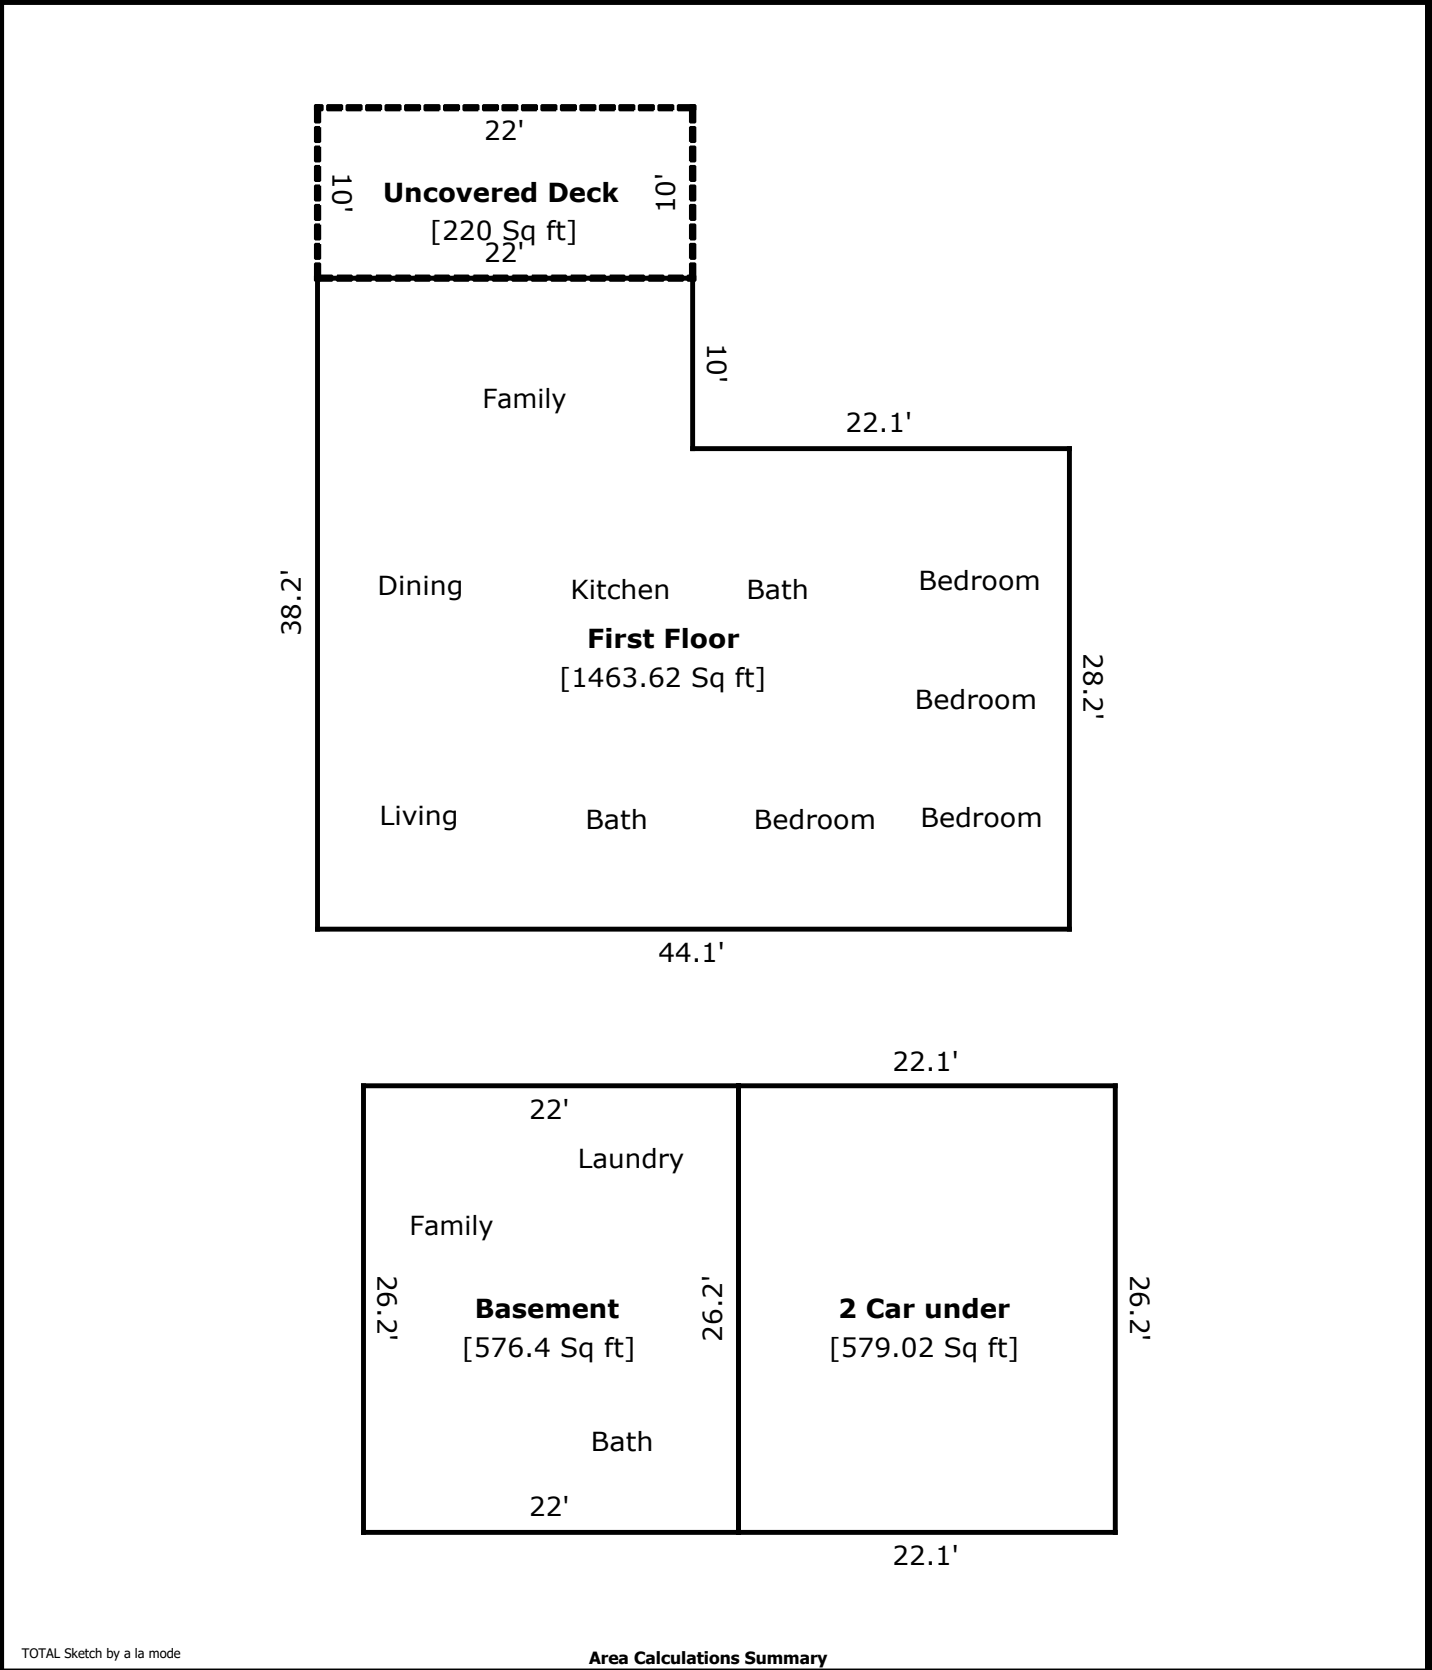 22'
10'
Uncovered Deck
10'
[220 Sq ft]
22'
10'
Family
22.1'
38.2'
Dining
Kitchen
Bath
Bedroom
First Floor
[1463.62 Sq ft]
28.2'
Bedroom
Living
Bath
Bedroom
Bedroom
44.1'
22.1'
22'
Laundry
Family
26.2'
Basement
[576.4 Sq ft]
26.2'
2 Car under
[579.02 Sq ft]
26.2'
Bath
22'
22.1'
TOTAL Sketch by a la mode
Area Calculations Summary